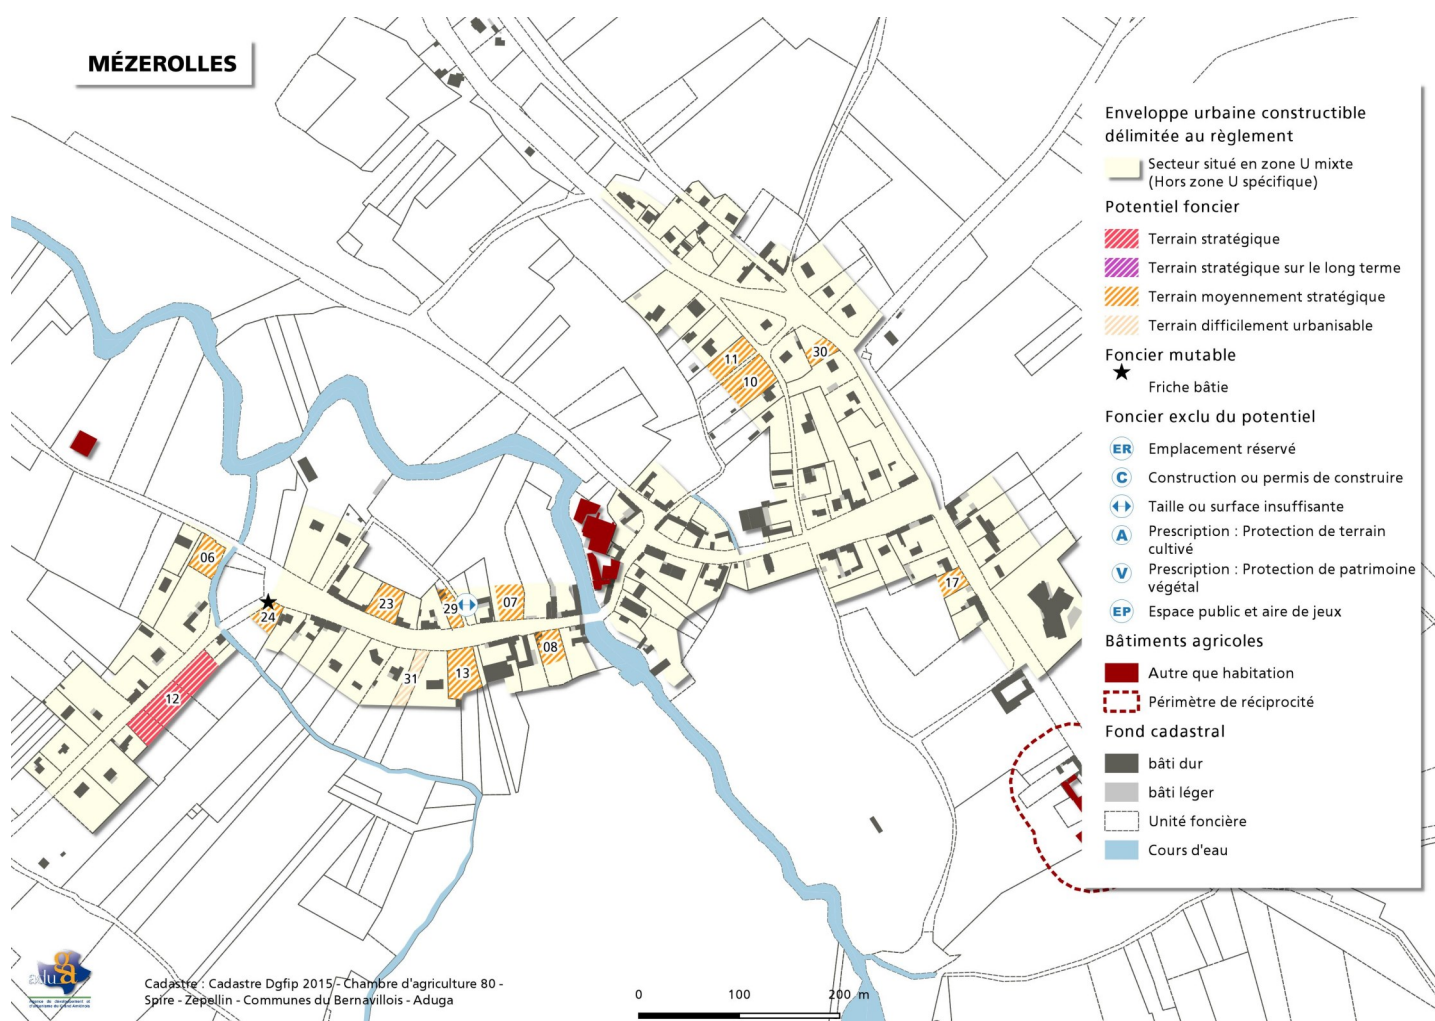 MÉZEROLLES
Enveloppe urbaine constructible
délimitée au règlement
Secteur situé en zone U mixte
(Hors zone U spécifique)
Potentiel foncier
Terrain stratégique
Terrain stratégique sur le long terme
Terrain moyennement stratégique
Terrain difficilement urbanisable
Foncier mutable
Friche bâtie
Foncier exclu du potentiel
ER Emplacement réservé
C Construction ou permis de construire
Taille ou surface insuffisante
A Prescription : Protection de terrain
cultivé
V Prescription : Protection de patrimoine
végétal
EP Espace public et aire de jeux
Bâtiments agricoles
Autre que habitation
Périmètre de réciprocité
Fond cadastral
bâti dur
bâti léger
Unité foncière
Cours d'eau
11
30
10
06
17
24
23
29
07
08
31
13
12
aduga
Cadastre : Cadastre Dgfip 2015 - Chambre d'agriculture 80 -
Spire - Zepellin - Communes du Bernavillois - Aduga
0 100 200 m